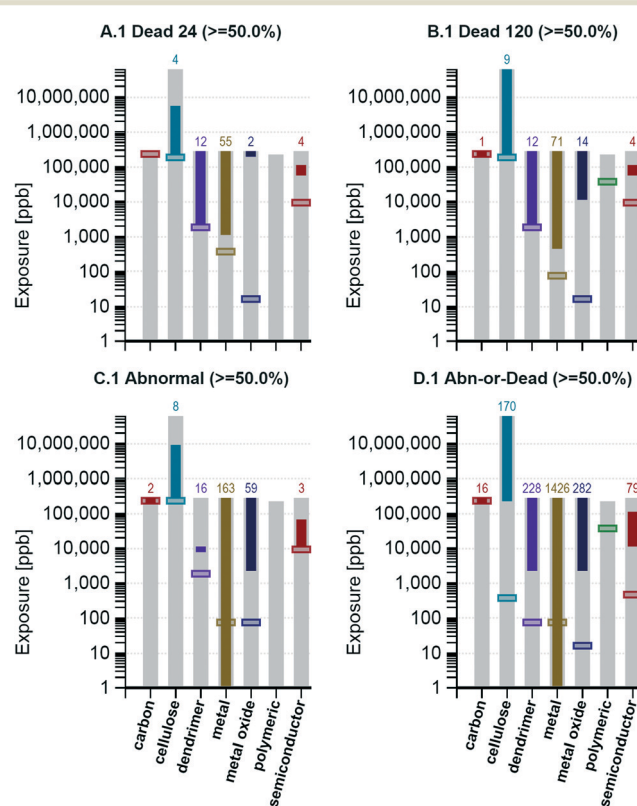 A.1 Dead 24 (>=50.0%)
4
12 55 2 4
Exposure [ppb]
10,000,000
1,000,000
100,000
10,000
1,000
100
10
1
B.1 Dead 120 (>=50.0%)
9
1 12 71 14 4
Exposure [ppb]
10,000,000
1,000,000
100,000
10,000
1,000
100
10
1
C.1 Abnormal (>=50.0%)
8
2 16 163 59 3
Exposure [ppb]
10,000,000
1,000,000
100,000
10,000
1,000
100
10
1
carbon
cellulose
dendrimer
metal
metal oxide
polymeric
semiconductor
D.1 Abn-or-Dead (>=50.0%)
170
16 228 1426 282 79
Exposure [ppb]
10,000,000
1,000,000
100,000
10,000
1,000
100
10
1
carbon
cellulose
dendrimer
metal
metal oxide
polymeric
semiconductor